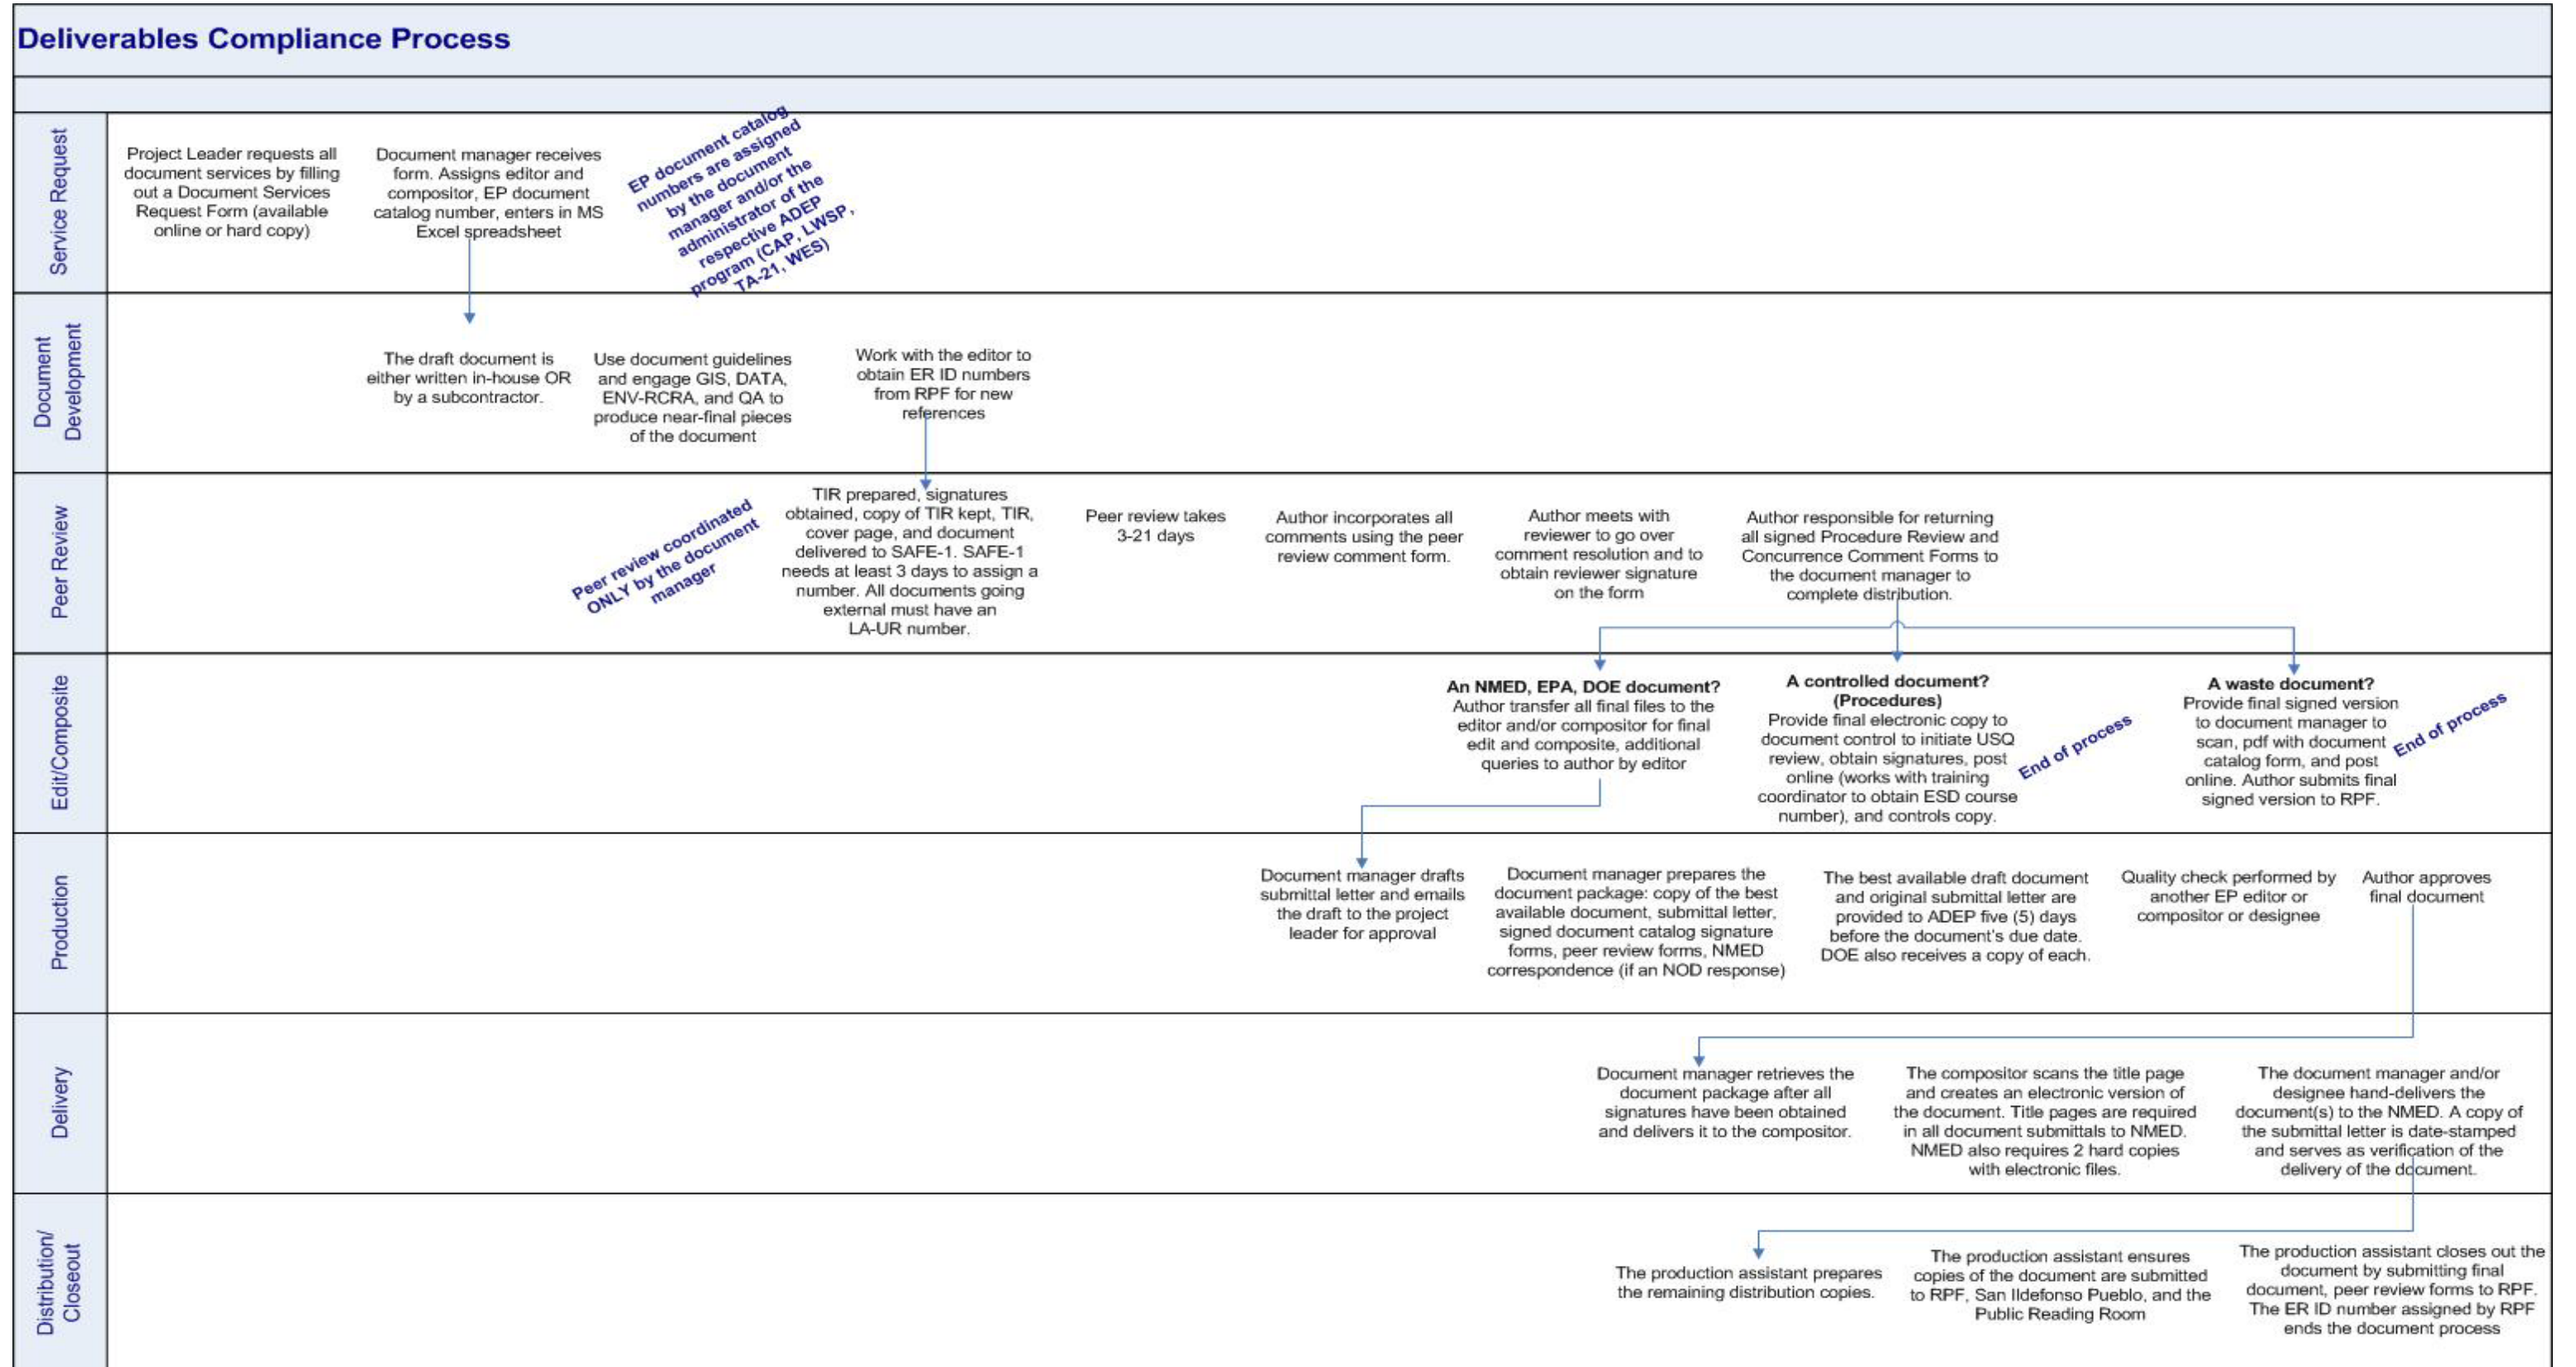 Deliverables Compliance Process
Service Request
Project Leader requests all
document services by filling
out a Document Services
Request Form (available
online or hard copy)
Document manager receives
form. Assigns editor and
compositor, EP document
catalog number, enters in MS
Excel spreadsheet
EP document catalog
numbers are assigned
by the document
manager and/or the
administrator of the
respective ADEP
program (CAP, LWSP,
TA-21, WES)
Document
Development
The draft document is
either written in-house OR
by a subcontractor.
Use document guidelines
and engage GIS, DATA,
ENV-RCRA, and QA to
produce near-final pieces
of the document
Work with the editor to
obtain ER ID numbers
from RPF for new
references
Peer Review
Peer review coordinated
ONLY by the document
manager
TIR prepared, signatures
obtained, copy of TIR kept, TIR,
cover page, and document
delivered to SAFE-1. SAFE-1
needs at least 3 days to assign a
number. All documents going
external must have an
LA-UR number.
Peer review takes
3-21 days
Author incorporates all
comments using the peer
review comment form.
Author meets with
reviewer to go over
comment resolution and to
obtain reviewer signature
on the form
Author responsible for returning
all signed Procedure Review and
Concurrence Comment Forms to
the document manager to
complete distribution.
Edit/Composite
An NMED, EPA, DOE document?
Author transfer all final files to the
editor and/or compositor for final
edit and composite, additional
queries to author by editor
A controlled document?
(Procedures)
Provide final electronic copy to
document control to initiate USQ
review, obtain signatures, post
online (works with training
coordinator to obtain ESD course
number), and controls copy.
End of process
A waste document?
Provide final signed version
to document manager to
scan, pdf with document
catalog form, and post
online. Author submits final
signed version to RPF.
End of process
Production
Document manager drafts
submittal letter and emails
the draft to the project
leader for approval
Document manager prepares the
document package: copy of the best
available document, submittal letter,
signed document catalog signature
forms, peer review forms, NMED
correspondence (if an NOD response)
The best available draft document
and original submittal letter are
provided to ADEP five (5) days
before the document's due date.
DOE also receives a copy of each.
Quality check performed by
another EP editor or
compositor or designee
Author approves
final document
Delivery
Document manager retrieves the
document package after all
signatures have been obtained
and delivers it to the compositor.
The compositor scans the title page
and creates an electronic version of
the document. Title pages are required
in all document submittals to NMED.
NMED also requires 2 hard copies
with electronic files.
The document manager and/or
designee hand-delivers the
document(s) to the NMED. A copy of
the submittal letter is date-stamped
and serves as verification of the
delivery of the document.
Distribution/
Closeout
The production assistant prepares
the remaining distribution copies.
The production assistant ensures
copies of the document are submitted
to RPF, San Ildefonso Pueblo, and the
Public Reading Room
The production assistant closes out the
document by submitting final
document, peer review forms to RPF.
The ER ID number assigned by RPF
ends the document process